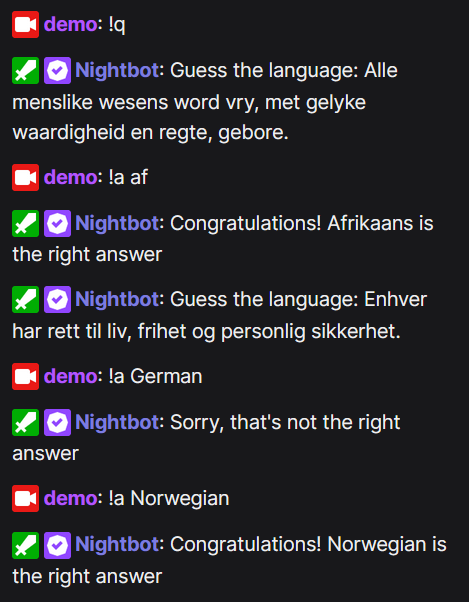 demo: !q
Nightbot: Guess the language: Alle
menslike wesens word vry, met gelyke
waardigheid en regte, gebore.
demo: !a af
Nightbot: Congratulations! Afrikaans is
the right answer
Nightbot: Guess the language: Enhver
har rett til liv, frihet og personlig sikkerhet.
demo: !a German
Nightbot: Sorry, that's not the right
answer
demo: !a Norwegian
Nightbot: Congratulations! Norwegian is
the right answer